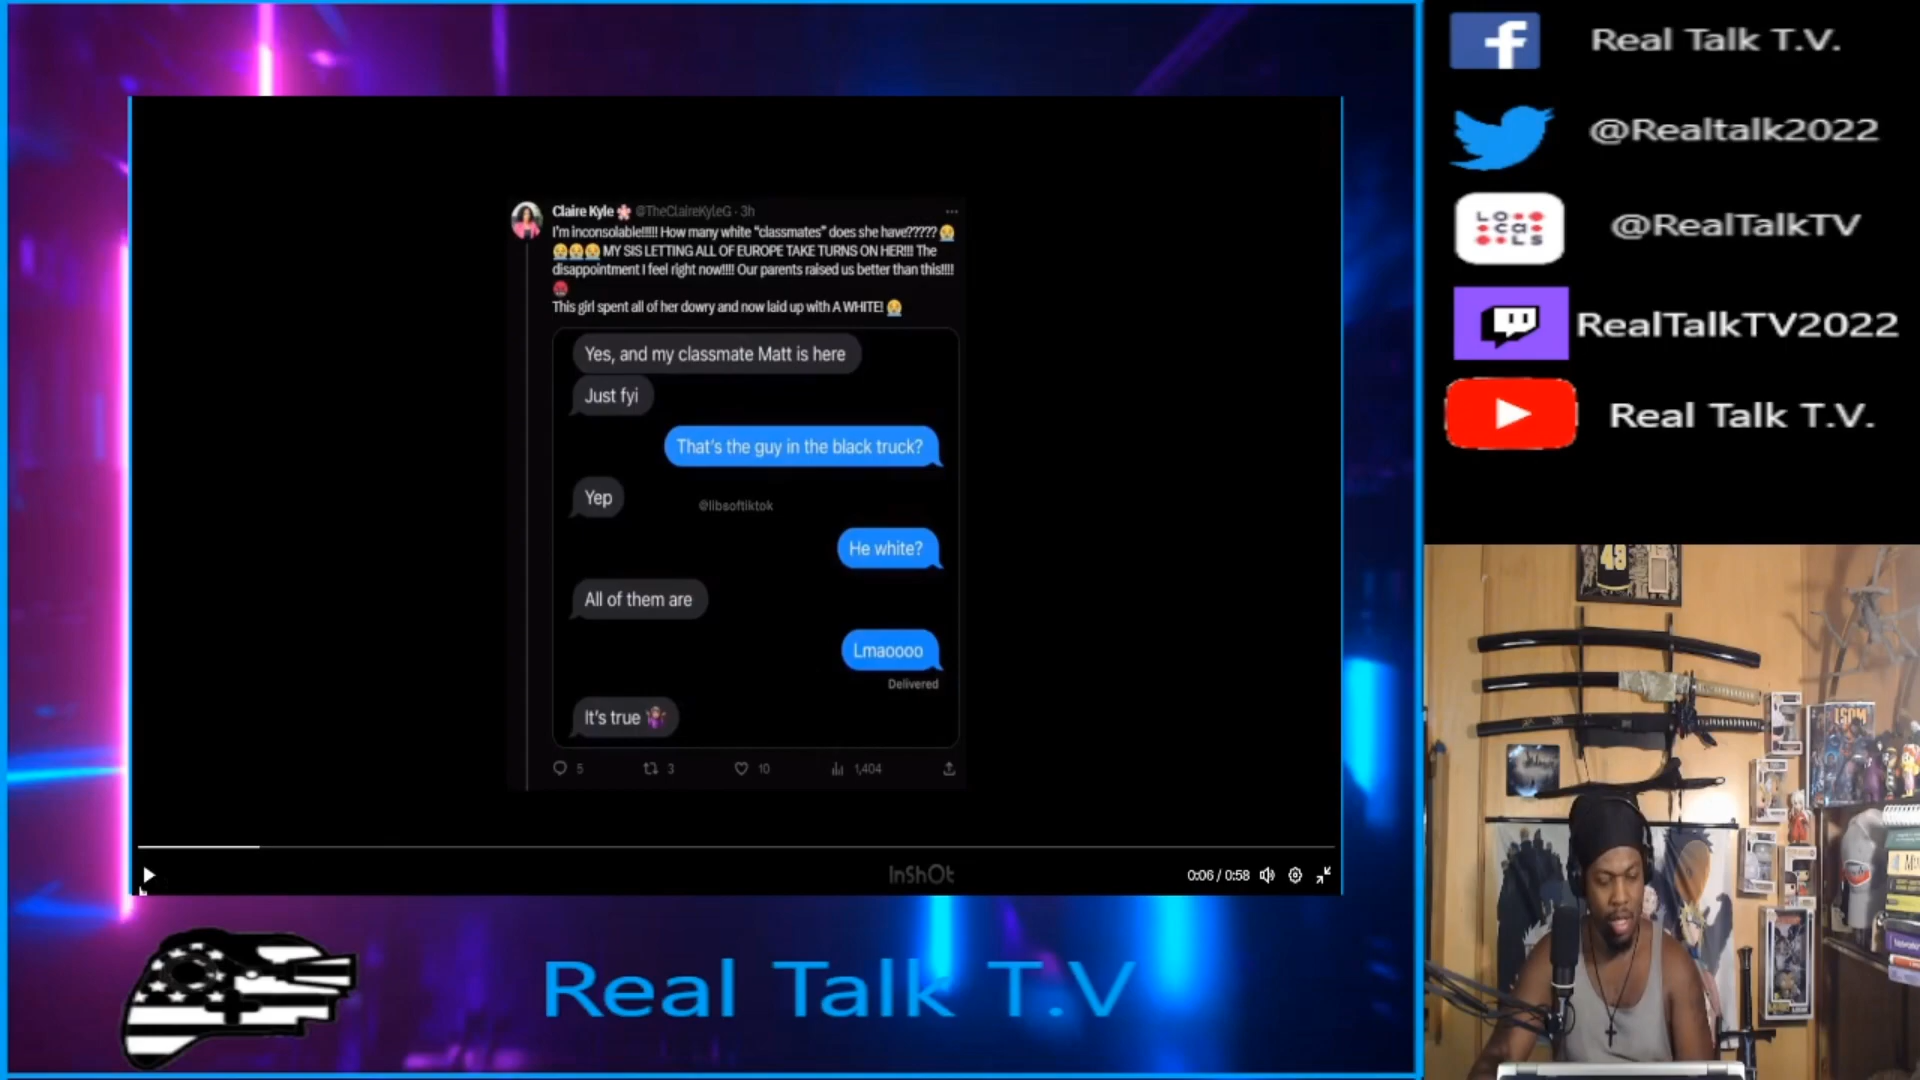 Claire Kyle 🌸 @TheClaireKyleG · 3h
I'm inconsolable!!!!!! How many white "classmates" does she have????? 😭
😭😭😭 MY SIS LETTING ALL OF EUROPE TAKE TURNS ON HER!!! The
disappointment I feel right now!!!! Our parents raised us better than this!!!!
😡
This girl spent all of her dowry and now laid up with A WHITE! 😭
Yes, and my classmate Matt is here
Just fyi
That's the guy in the black truck?
Yep
@libsoftiktok
He white?
All of them are
Lmaoooo
Delivered
It's true 🤷🏾‍♀️
5 3 10 1,404
InShOt
0:06 / 0:58
Real Talk T.V
Real Talk T.V.
@Realtalk2022
LOCALS
@RealTalkTV
RealTalkTV2022
Real Talk T.V.
43